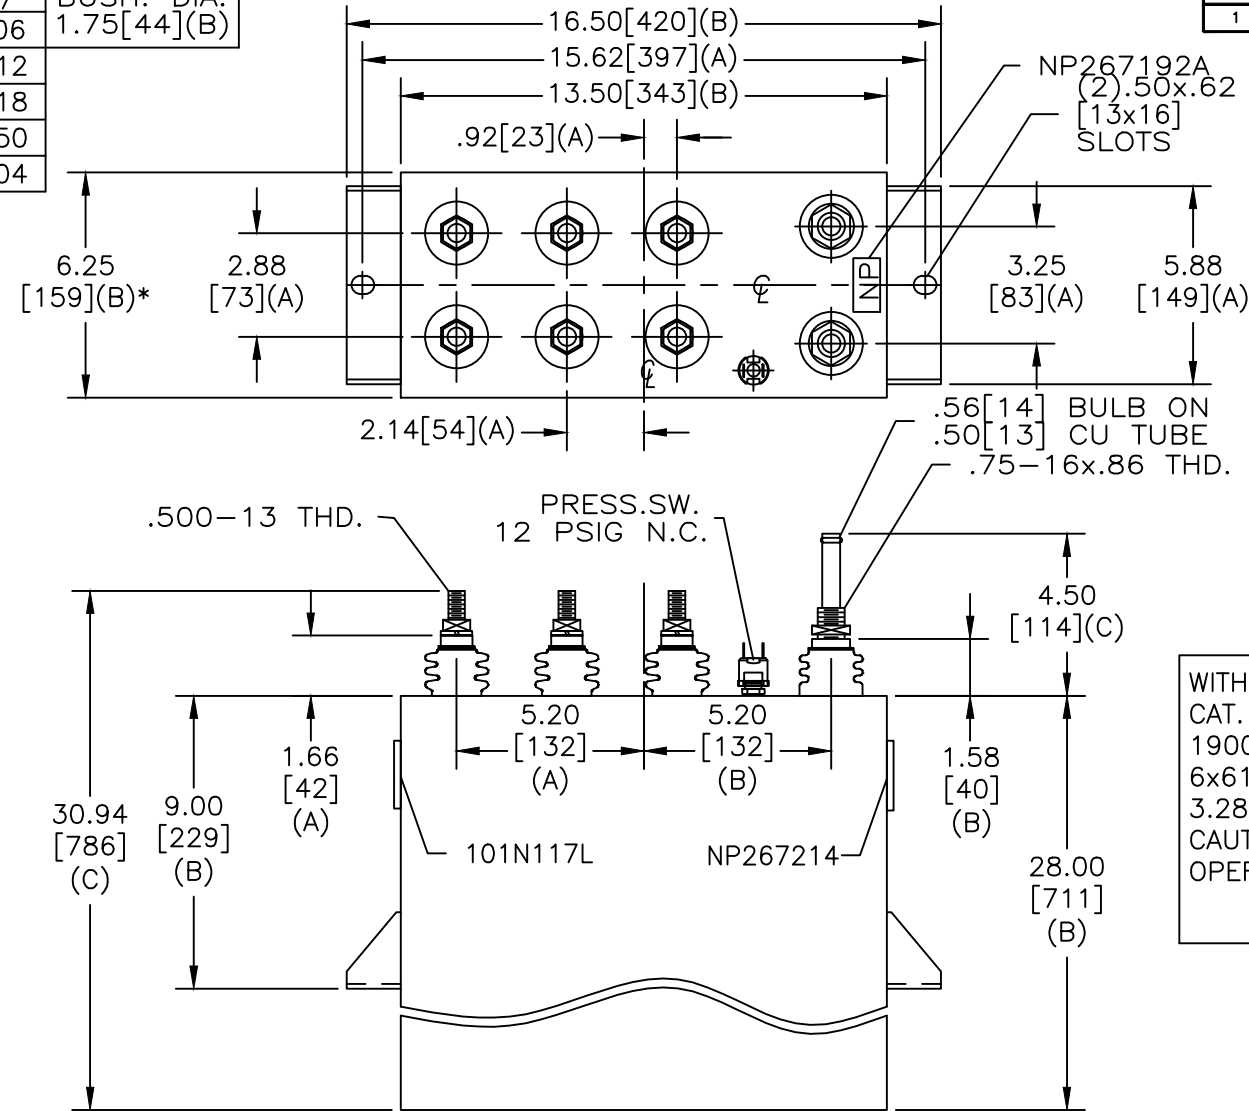 BUSH. DIA.
1.75[44](B)
06
12
18
50
04
1
16.50[420](B)
15.62[397](A)
13.50[343](B)
.92[23](A)
NP267192A
(2).50x.62
[13x16]
SLOTS
6.25
[159](B)*
2.88
[73](A)
NP
3.25
[83](A)
5.88
[149](A)
2.14[54](A)
.56[14] BULB ON
.50[13] CU TUBE
.75-16x.86 THD.
.500-13 THD.
PRESS.SW.
12 PSIG N.C.
4.50
[114](C)
5.20
[132]
(A)
5.20
[132]
(B)
1.66
[42]
(A)
1.58
[40]
(B)
30.94
[786]
(C)
9.00
[229]
(B)
101N117L
NP267214
28.00
[711]
(B)
WITH
CAT.
1900
6x61
3.28
CAUT
OPER